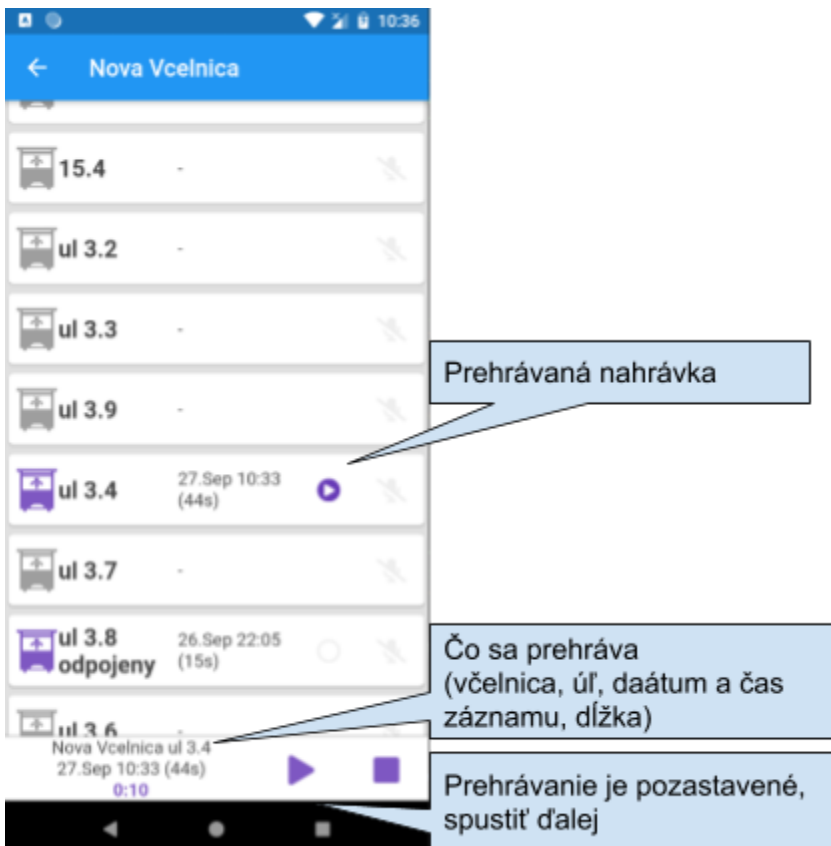 10:36
Nova Vcelnica
15.4 -
ul 3.2 -
ul 3.3 -
Prehrávaná nahrávka
ul 3.9 -
ul 3.4 27.Sep 10:33
(44s)
ul 3.7 -
ul 3.8 26.Sep 22:05
odpojeny (15s)
Čo sa prehráva
(včelnica, úľ, daátum a čas
záznamu, dĺžka)
ul 3.6 -
Nova Vcelnica ul 3.4
27.Sep 10:33 (44s)
0:10
Prehrávanie je pozastavené,
spustiť ďalej